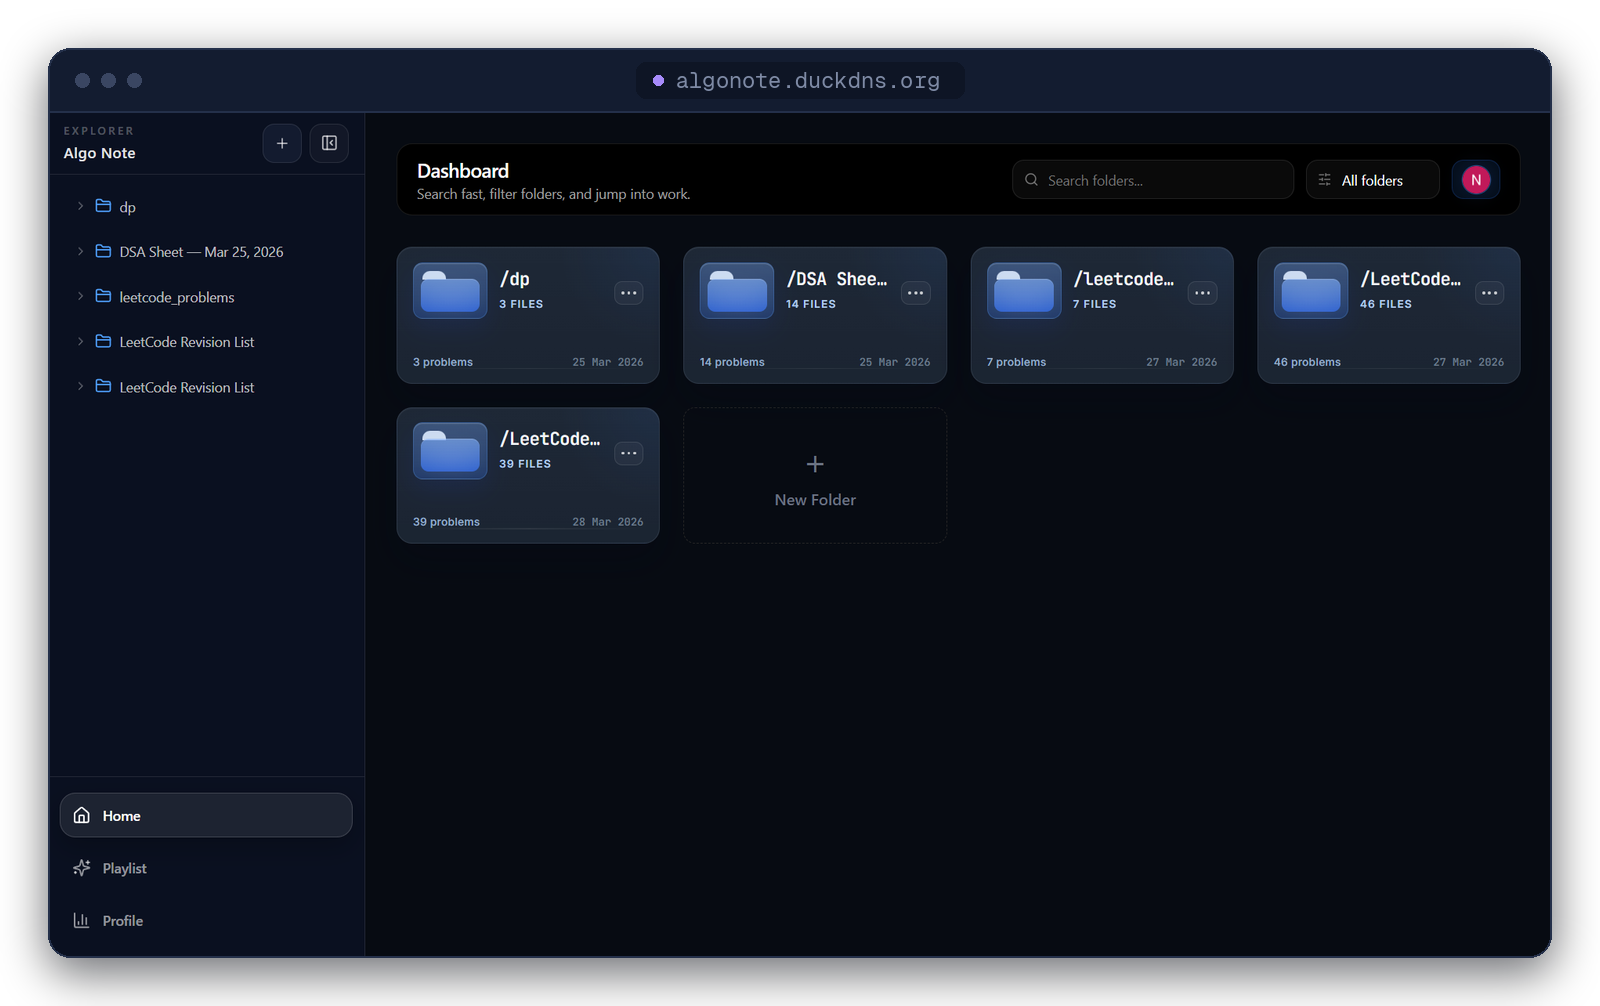 algonote.duckdns.org
EXPLORER
Algo Note
dp
DSA Sheet — Mar 25, 2026
leetcode_problems
LeetCode Revision List
LeetCode Revision List
Home
Playlist
Profile
Dashboard
Search fast, filter folders, and jump into work.
Search folders...
All folders
N
/dp
3 FILES
3 problems
25 Mar 2026
/DSA Shee…
14 FILES
14 problems
25 Mar 2026
/leetcode…
7 FILES
7 problems
27 Mar 2026
/LeetCode…
46 FILES
46 problems
27 Mar 2026
/LeetCode…
39 FILES
39 problems
28 Mar 2026
New Folder